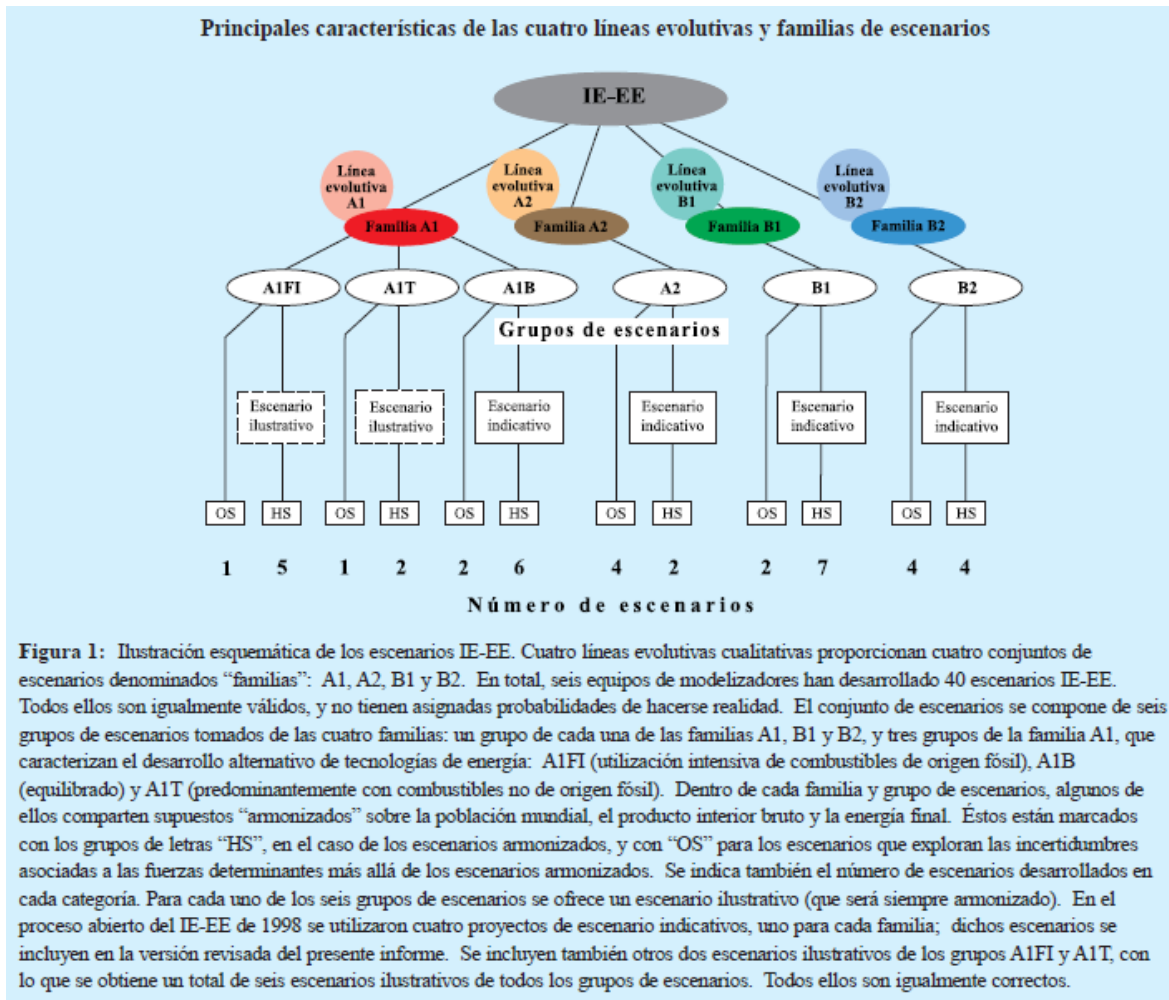 Principales características de las cuatro líneas evolutivas y familias de escenarios
IE-EE
Línea
evolutiva
A1
Línea
evolutiva
A2
Línea
evolutiva
B1
Línea
evolutiva
B2
Família A1
Família A2
Família B1
Família B2
A1FI
A1T
A1B
A2
B1
B2
Grupos de escenarios
Escenario
ilustrativo
Escenario
ilustrativo
Escenario
indicativo
Escenario
indicativo
Escenario
indicativo
Escenario
indicativo
OS HS OS HS OS HS OS HS OS HS OS HS
1 5 1 2 2 6 4 2 2 7 4 4
Número de escenarios
Figura 1: Ilustración esquemática de los escenarios IE-EE. Cuatro líneas evolutivas cualitativas proporcionan cuatro conjuntos de
escenarios denominados “familias”: A1, A2, B1 y B2. En total, seis equipos de modelizadores han desarrollado 40 escenarios IE-EE.
Todos ellos son igualmente válidos, y no tienen asignadas probabilidades de hacerse realidad. El conjunto de escenarios se compone de seis
grupos de escenarios tomados de las cuatro familias: un grupo de cada una de las familias A1, B1 y B2, y tres grupos de la familia A1, que
caracterizan el desarrollo alternativo de tecnologías de energía: A1FI (utilización intensiva de combustibles de origen fósil), A1B
(equilibrado) y A1T (predominantemente con combustibles no de origen fósil). Dentro de cada familia y grupo de escenarios, algunos de
ellos comparten supuestos “armonizados” sobre la población mundial, el producto interior bruto y la energía final. Éstos están marcados
con los grupos de letras “HS”, en el caso de los escenarios armonizados, y con “OS” para los escenarios que exploran las incertidumbres
asociadas a las fuerzas determinantes más allá de los escenarios armonizados. Se indica también el número de escenarios desarrollados en
cada categoría. Para cada uno de los seis grupos de escenarios se ofrece un escenario ilustrativo (que será siempre armonizado). En el
proceso abierto del IE-EE de 1998 se utilizaron cuatro proyectos de escenario indicativos, uno para cada familia; dichos escenarios se
incluyen en la versión revisada del presente informe. Se incluyen también otros dos escenarios ilustrativos de los grupos A1FI y A1T, con
lo que se obtiene un total de seis escenarios ilustrativos de todos los grupos de escenarios. Todos ellos son igualmente correctos.